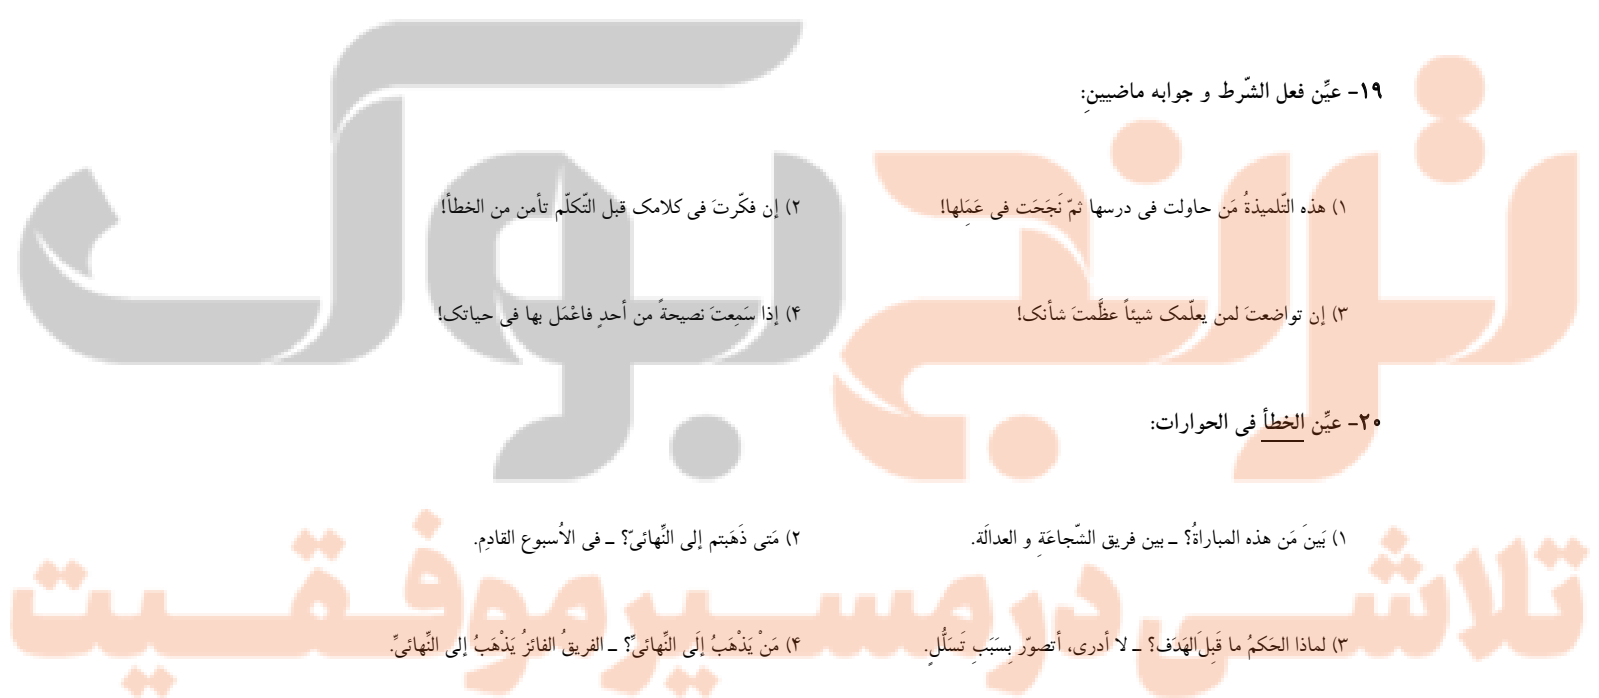 ۱۹- عیِّن فعل الشّرط و جوابه ماضیینِ:
۱) هذه التّلمیذةُ مَن حاولت فی درسها ثمّ نَجَحَت فی عَمَلِها! ۲) إن فکّرتَ فی کلامک قبل التّکلّم تأمن من الخطأ!
۳) إن تواضعتَ لمن یعلّمک شیئاً عظَّمتَ شأنک! ۴) إذا سَمِعتَ نصیحةً من أحدٍ فاعْمَل بها فی حیاتک!
۲۰- عیِّن الخطأ فی الحوارات:
۱) بَینَ مَن هذه المباراةُ؟ ـ بین فریق الشّجاعَةِ و العدالَة. ۲) مَتی ذَهَبتم إلی النِّهائیّ؟ ـ فی الاُسبوع القادِم.
۳) لماذا الحَکمُ ما قَبِلَ الهَدَف؟ ـ لا أدری، أتصوّر بِسَبَبِ تَسَلُّلٍ. ۴) مَنْ یَذْهَبُ إلَی النِّهائیِّ؟ ـ الفریقُ الفائزُ یَذْهَبُ إلی النِّهائیِّ.
ترنج بوک
تلاشی در مسیر موفقیت